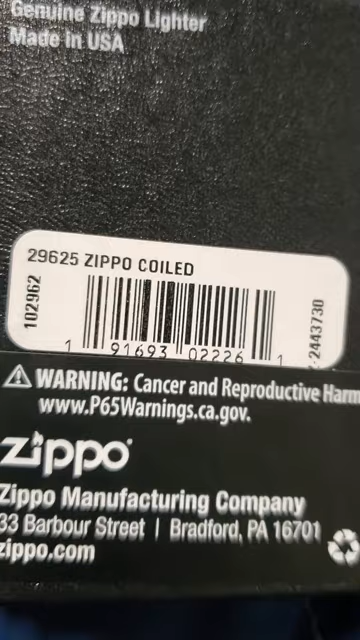 Genuine Zippo Lighter
Made in USA
29625 ZIPPO COILED
102962
2443730
1 91693 02226 1
WARNING: Cancer and Reproductive Harm
www.P65Warnings.ca.gov.
zippo
Zippo Manufacturing Company
33 Barbour Street | Bradford, PA 16701
zippo.com